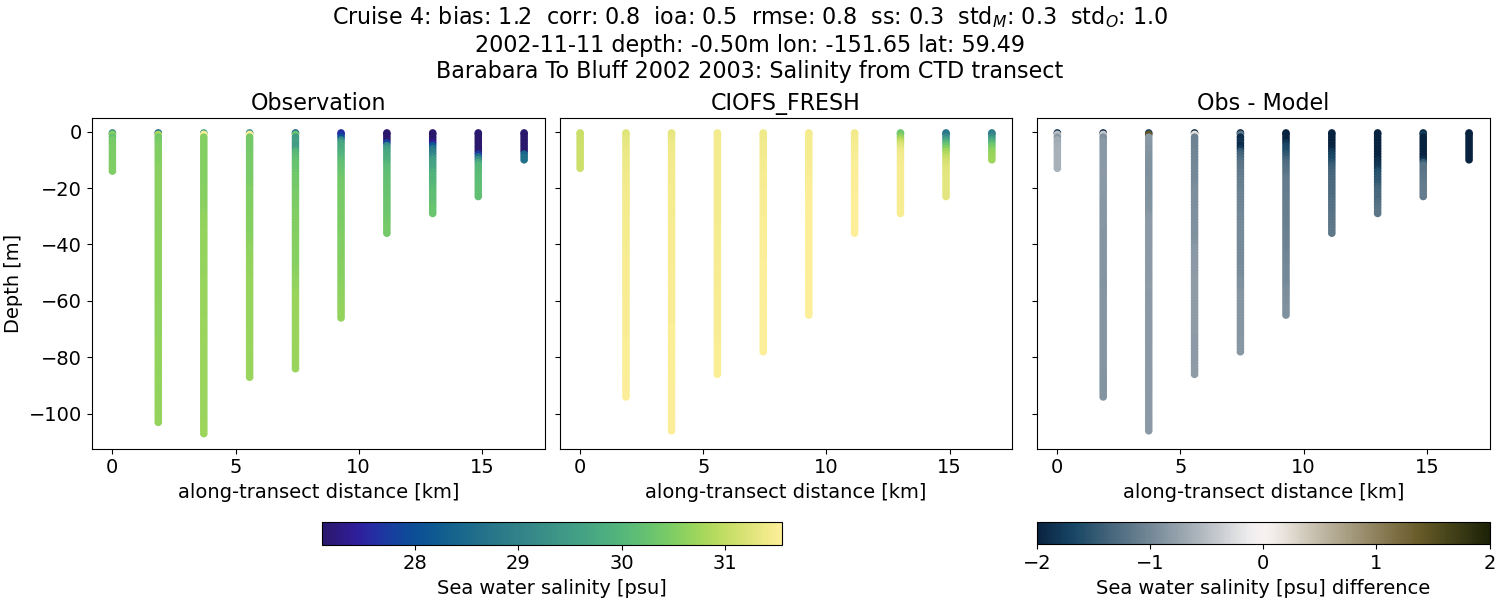 Cruise 4: bias: 1.2  corr: 0.8  ioa: 0.5  rmse: 0.8  ss: 0.3  std_M: 0.3  std_O: 1.0
2002-11-11 depth: -0.50m lon: -151.65 lat: 59.49
Barabara To Bluff 2002 2003: Salinity from CTD transect
Observation
CIOFS_FRESH
Obs - Model
Depth [m]
0
−20
−40
−60
−80
−100
0 5 10 15
0 5 10 15
0 5 10 15
along-transect distance [km]
along-transect distance [km]
along-transect distance [km]
28 29 30 31
Sea water salinity [psu]
−2 −1 0 1 2
Sea water salinity [psu] difference